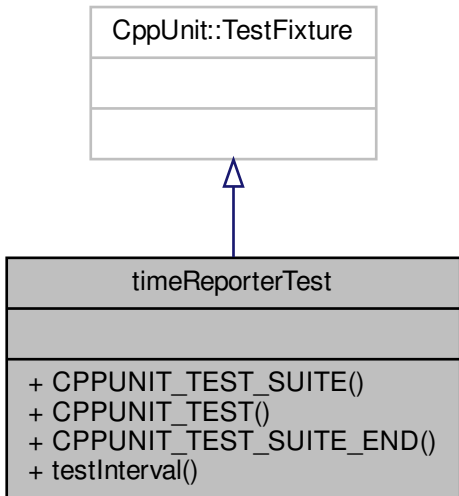 CppUnit::TestFixture
timeReporterTest
+ CPPUNIT_TEST_SUITE()
+ CPPUNIT_TEST()
+ CPPUNIT_TEST_SUITE_END()
+ testInterval()